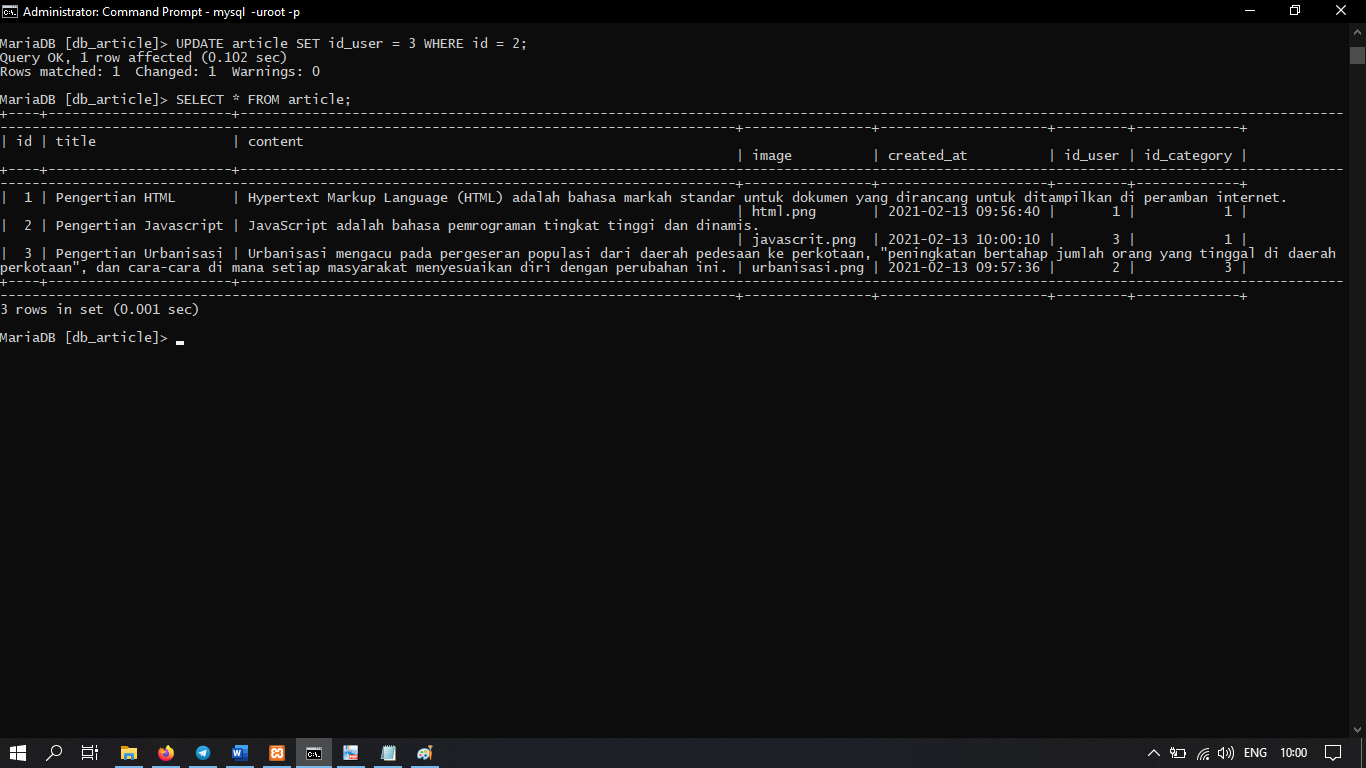 Administrator: Command Prompt - mysql  -uroot -p
MariaDB [db_article]> UPDATE article SET id_user = 3 WHERE id = 2;
Query OK, 1 row affected (0.102 sec)
Rows matched: 1  Changed: 1  Warnings: 0
MariaDB [db_article]> SELECT * FROM article;
| id | title | content
| image | created_at | id_user | id_category |
| 1 | Pengertian HTML | Hypertext Markup Language (HTML) adalah bahasa markah standar untuk dokumen yang dirancang untuk ditampilkan di peramban internet.
| html.png | 2021-02-13 09:56:40 | 1 | 1 |
| 2 | Pengertian Javascript | JavaScript adalah bahasa pemrograman tingkat tinggi dan dinamis.
| javascrit.png | 2021-02-13 10:00:10 | 3 | 1 |
| 3 | Pengertian Urbanisasi | Urbanisasi mengacu pada pergeseran populasi dari daerah pedesaan ke perkotaan, "peningkatan bertahap jumlah orang yang tinggal di daerah
perkotaan", dan cara-cara di mana setiap masyarakat menyesuaikan diri dengan perubahan ini. | urbanisasi.png | 2021-02-13 09:57:36 | 2 | 3 |
3 rows in set (0.001 sec)
MariaDB [db_article]>
ENG 10:00